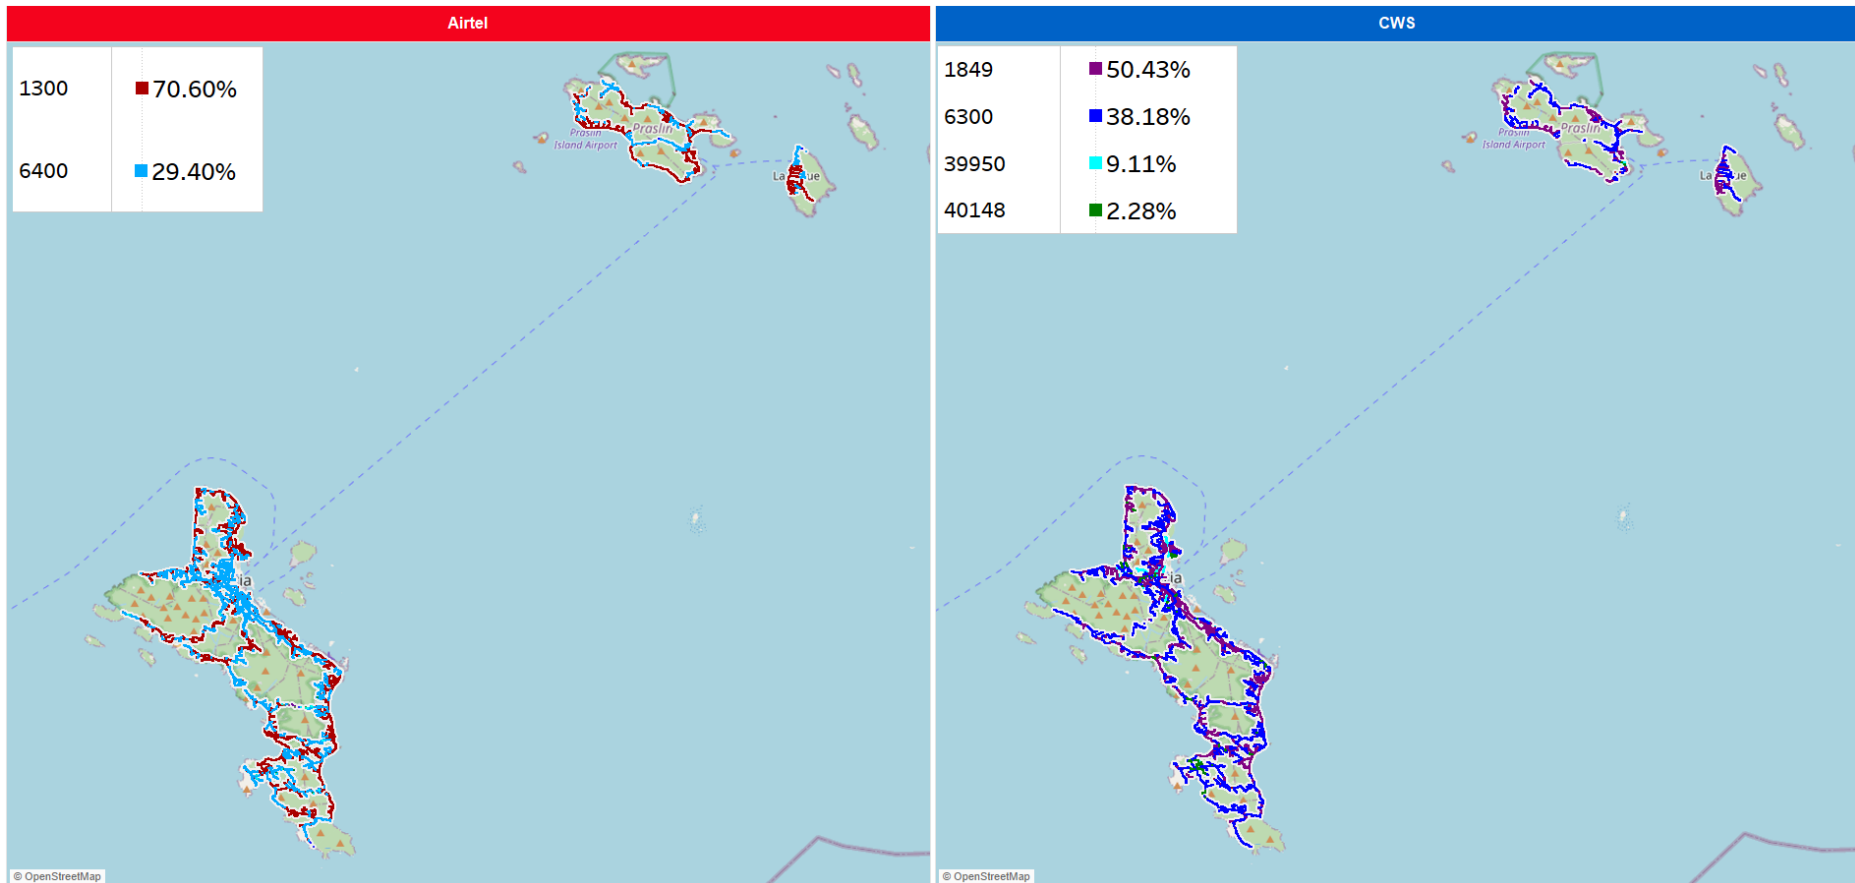 Airtel
1300 70.60%
6400 29.40%
Praslin
Praslin
Island Airport
© OpenStreetMap
CWS
1849 50.43%
6300 38.18%
39950 9.11%
40148 2.28%
Praslin
Praslin
Island Airport
© OpenStreetMap